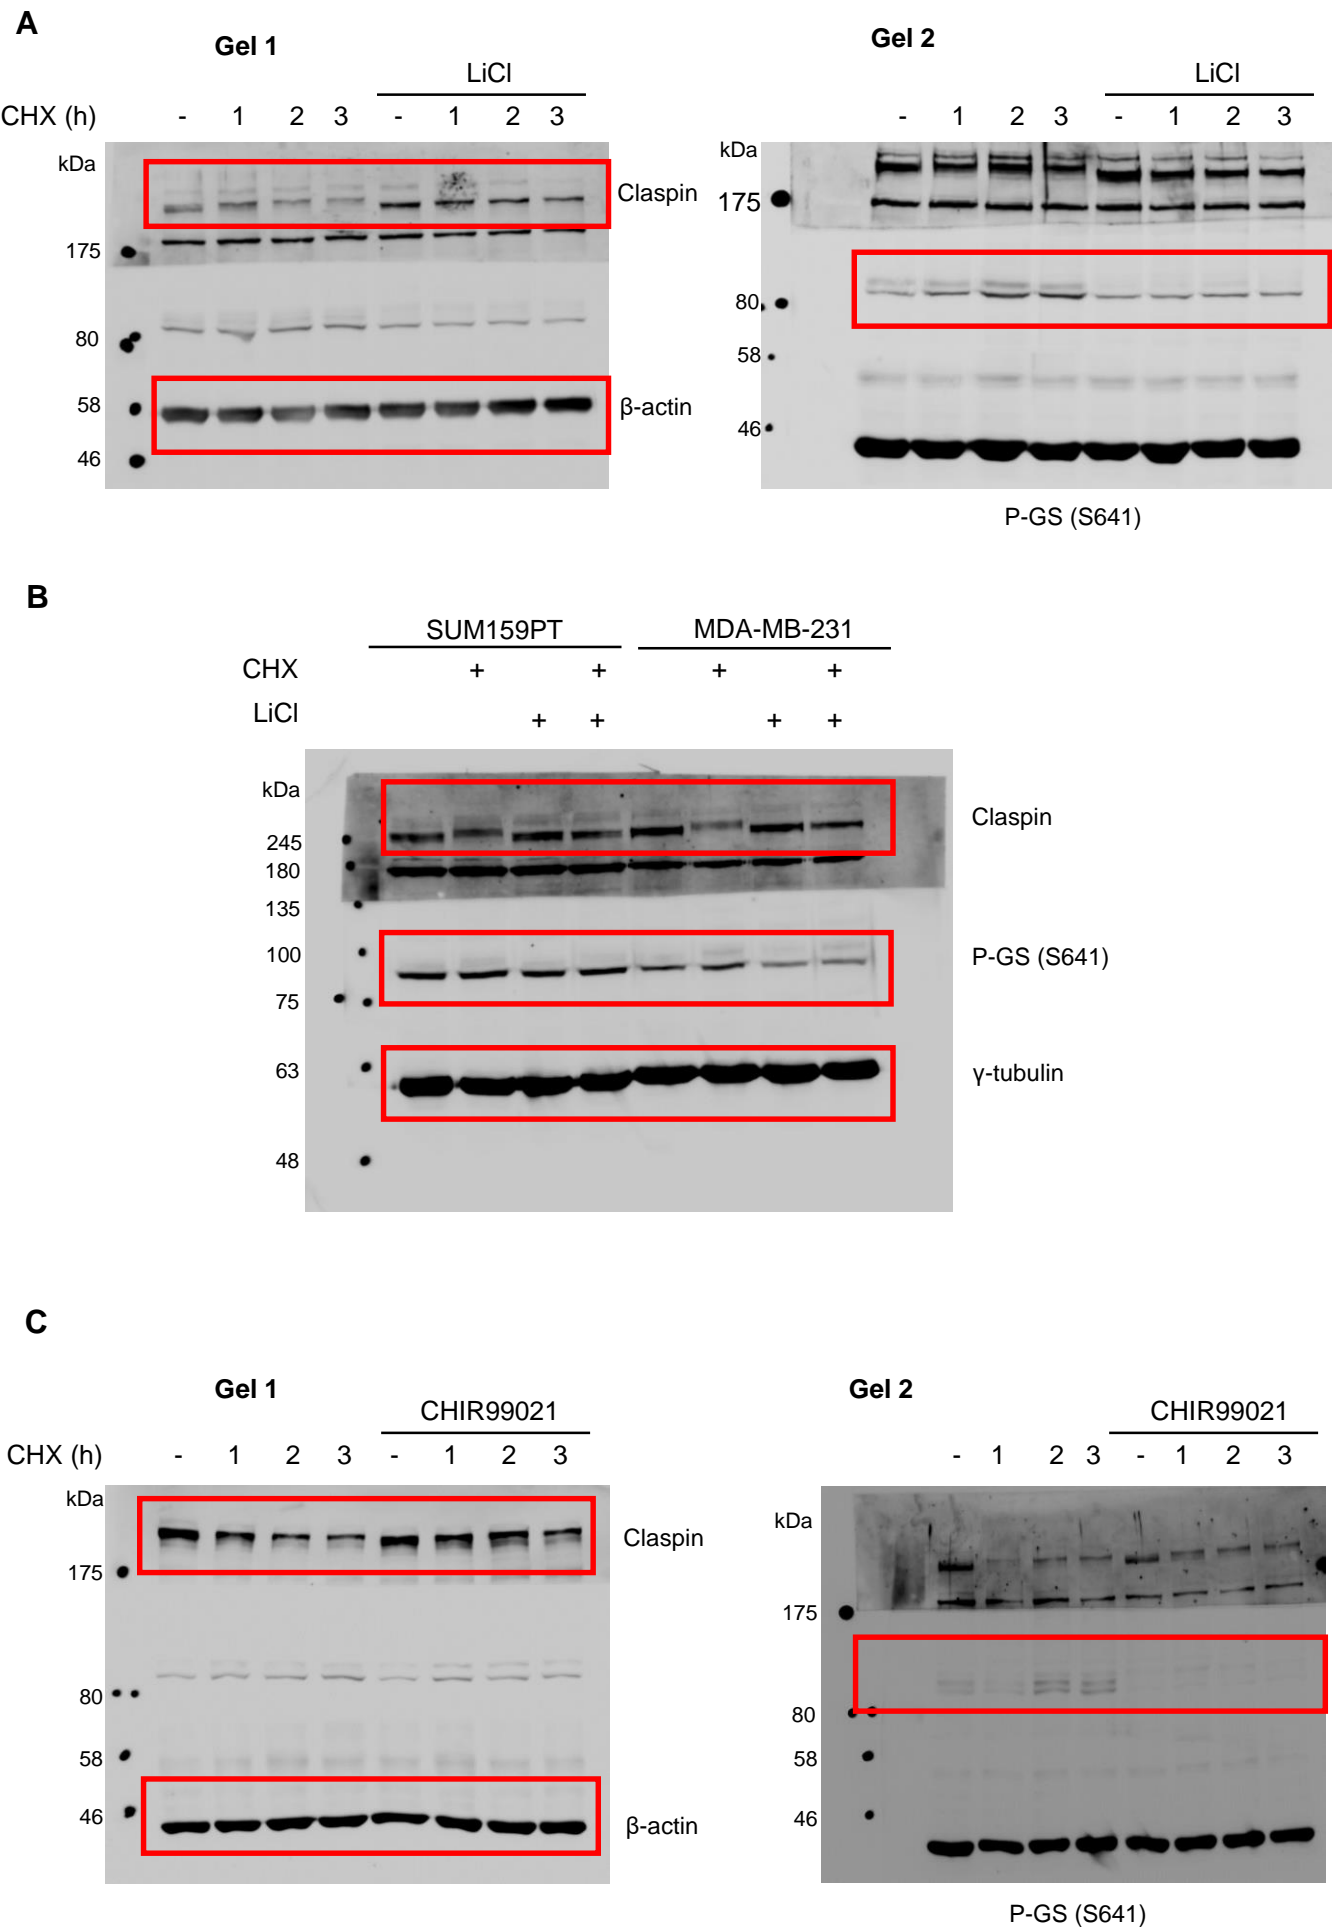 A
Gel 1
Gel 2
LiCl
LiCl
CHX (h) - 1 2 3 - 1 2 3
- 1 2 3 - 1 2 3
kDa
175
80
58
46
Claspin
β-actin
kDa
175
80
58
46
P-GS (S641)
B
SUM159PT MDA-MB-231
CHX + + + +
LiCl + + + +
kDa
245
180
135
100
75
63
48
Claspin
P-GS (S641)
γ-tubulin
C
Gel 1
Gel 2
CHIR99021
CHIR99021
CHX (h) - 1 2 3 - 1 2 3
- 1 2 3 - 1 2 3
kDa
175
80
58
46
Claspin
β-actin
kDa
175
80
58
46
P-GS (S641)